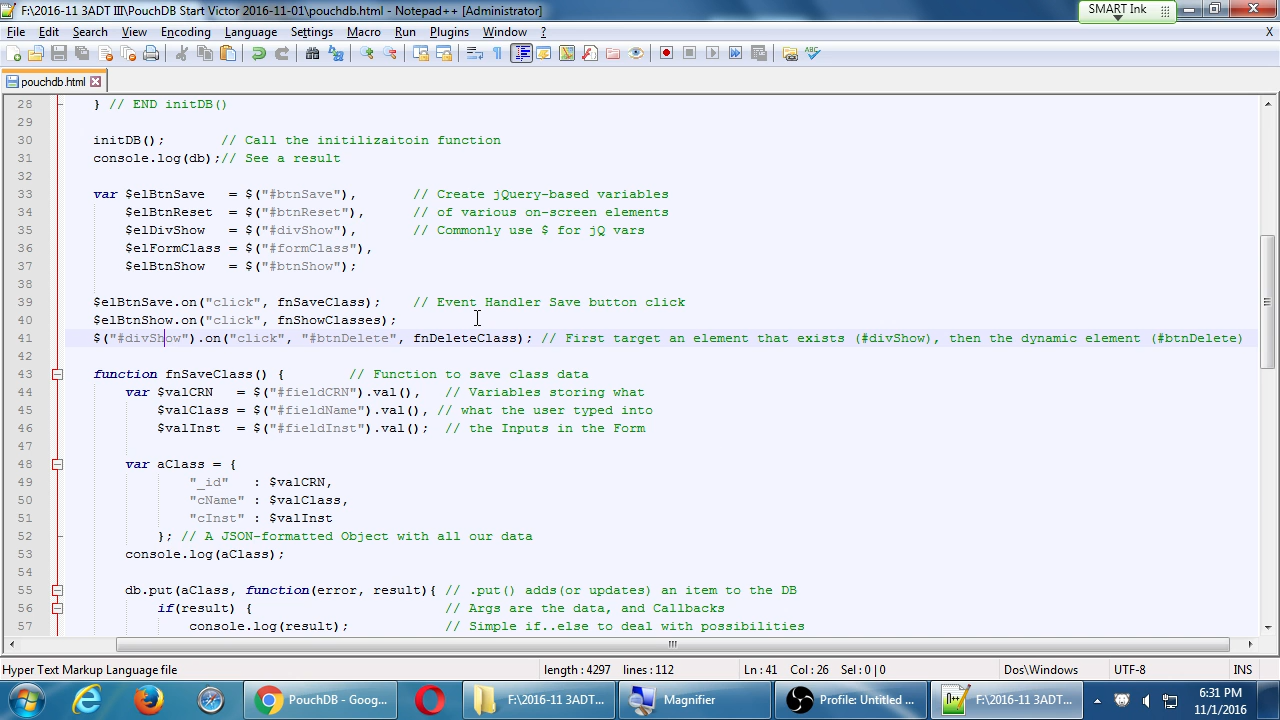 F:\2016-11 3ADT III\PouchDB Start Victor 2016-11-01\pouchdb.html - Notepad++ [Administrator]
SMART Ink
File Edit Search View Encoding Language Settings Macro Run Plugins Window ? X
pouchdb.html
28 } // END initDB()
29
30 initDB(); // Call the initilizaitoin function
31 console.log(db);// See a result
32
33 var $elBtnSave = $("#btnSave"), // Create jQuery-based variables
34 $elBtnReset = $("#btnReset"), // of various on-screen elements
35 $elDivShow = $("#divShow"), // Commonly use $ for jQ vars
36 $elFormClass = $("#formClass"),
37 $elBtnShow = $("#btnShow");
38
39 $elBtnSave.on("click", fnSaveClass); // Event Handler Save button click
40 $elBtnShow.on("click", fnShowClasses);
41 $("#divShow").on("click", "#btnDelete", fnDeleteClass); // First target an element that exists (#divShow), then the dynamic element (#btnDelete)
42
43 function fnSaveClass() { // Function to save class data
44 var $valCRN = $("#fieldCRN").val(), // Variables storing what
45 $valClass = $("#fieldName").val(), // what the user typed into
46 $valInst = $("#fieldInst").val(); // the Inputs in the Form
47
48 var aClass = {
49 "_id" : $valCRN,
50 "cName" : $valClass,
51 "cInst" : $valInst
52 }; // A JSON-formatted Object with all our data
53 console.log(aClass);
54
55 db.put(aClass, function(error, result){ // .put() adds(or updates) an item to the DB
56 if(result) { // Args are the data, and Callbacks
57 console.log(result); // Simple if..else to deal with possibilities
Hyper Text Markup Language file length : 4297 lines : 112 Ln : 41 Col : 26 Sel : 0 | 0 Dos\Windows UTF-8 INS
PouchDB - Goog... F:\2016-11 3ADT... Magnifier Profile: Untitled ... F:\2016-11 3ADT... 6:31 PM
11/1/2016